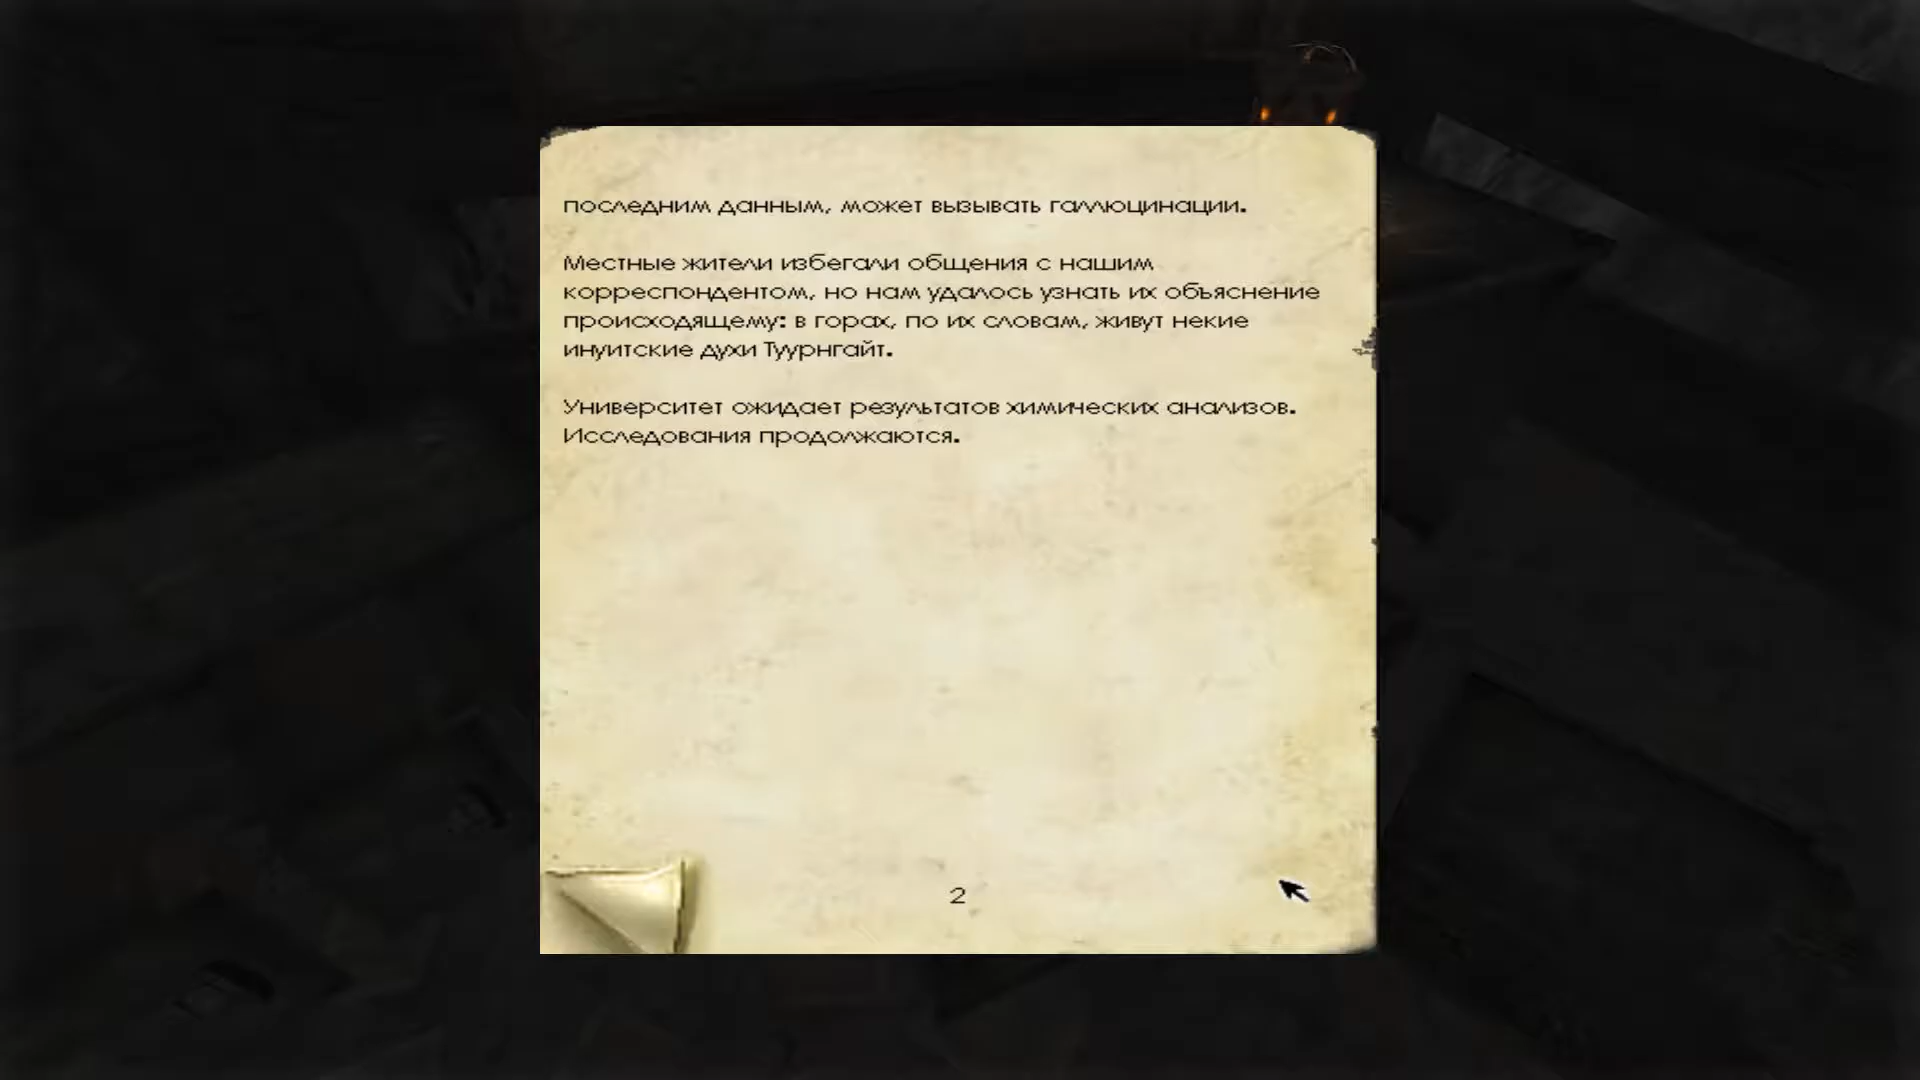 последним данным, может вызывать галлюцинации.
Местные жители избегали общения с нашим
корреспондентом, но нам удалось узнать их объяснение
происходящему: в горах, по их словам, живут некие
инуитские духи Туурнгайт.
Университет ожидает результатов химических анализов.
Исследования продолжаются.
2